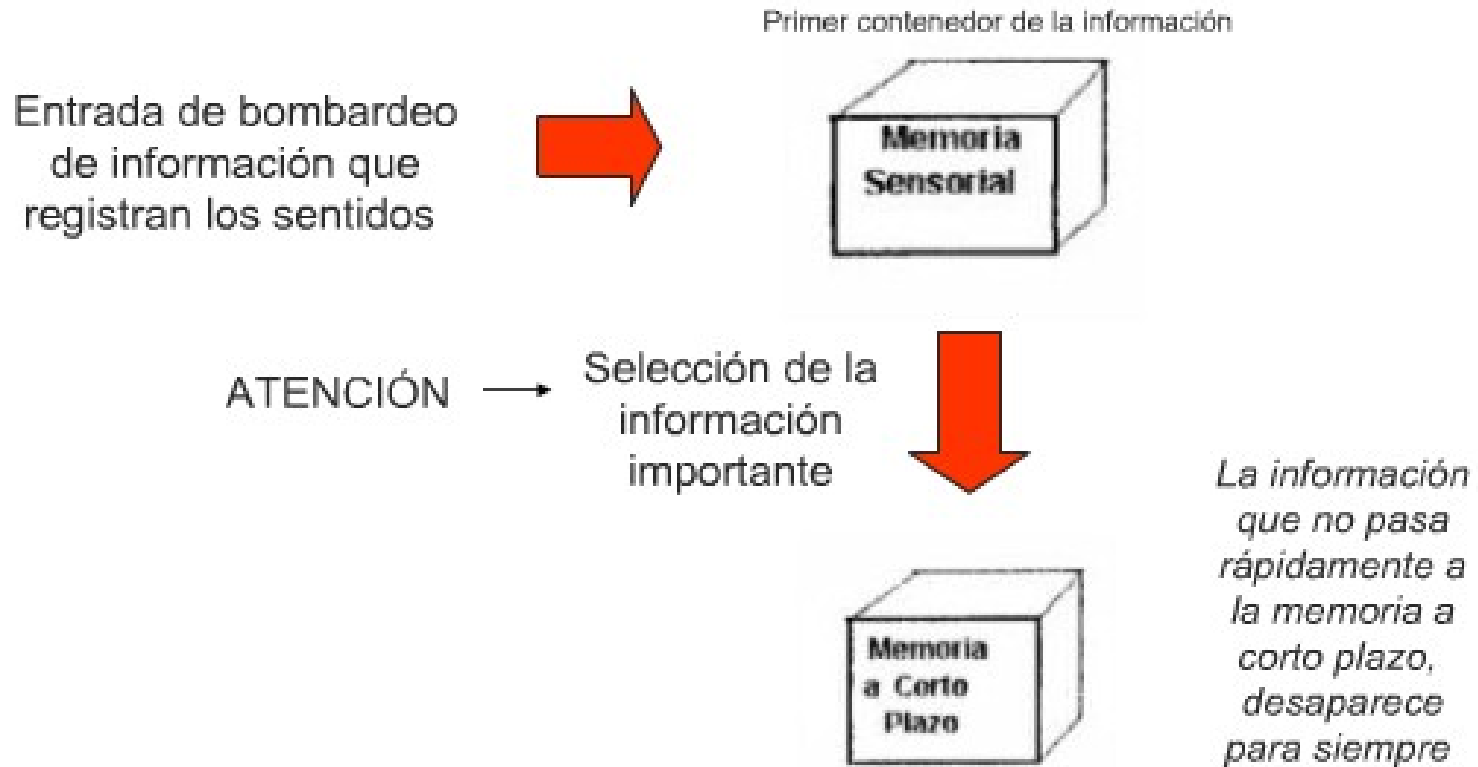 Primer contenedor de la información
Entrada de bombardeo
de información que
registran los sentidos
Memoria
Sensorial
ATENCIÓN
Selección de la
información
importante
Memoria
a Corto
Plazo
La información
que no pasa
rápidamente a
la memoria a
corto plazo,
desaparece
para siempre